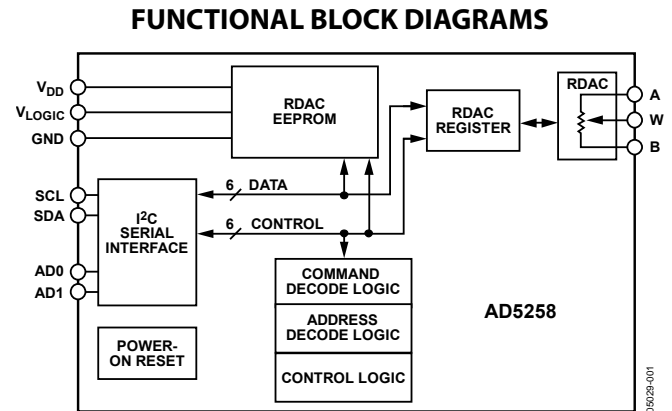 FUNCTIONAL BLOCK DIAGRAMS
VDD
VLOGIC
GND
SCL
SDA
AD0
AD1
RDAC
EEPROM
RDAC
REGISTER
RDAC
A
W
B
I2C
SERIAL
INTERFACE
6 DATA
6 CONTROL
COMMAND
DECODE LOGIC
ADDRESS
DECODE LOGIC
CONTROL LOGIC
POWER-
ON RESET
AD5258
05029-001